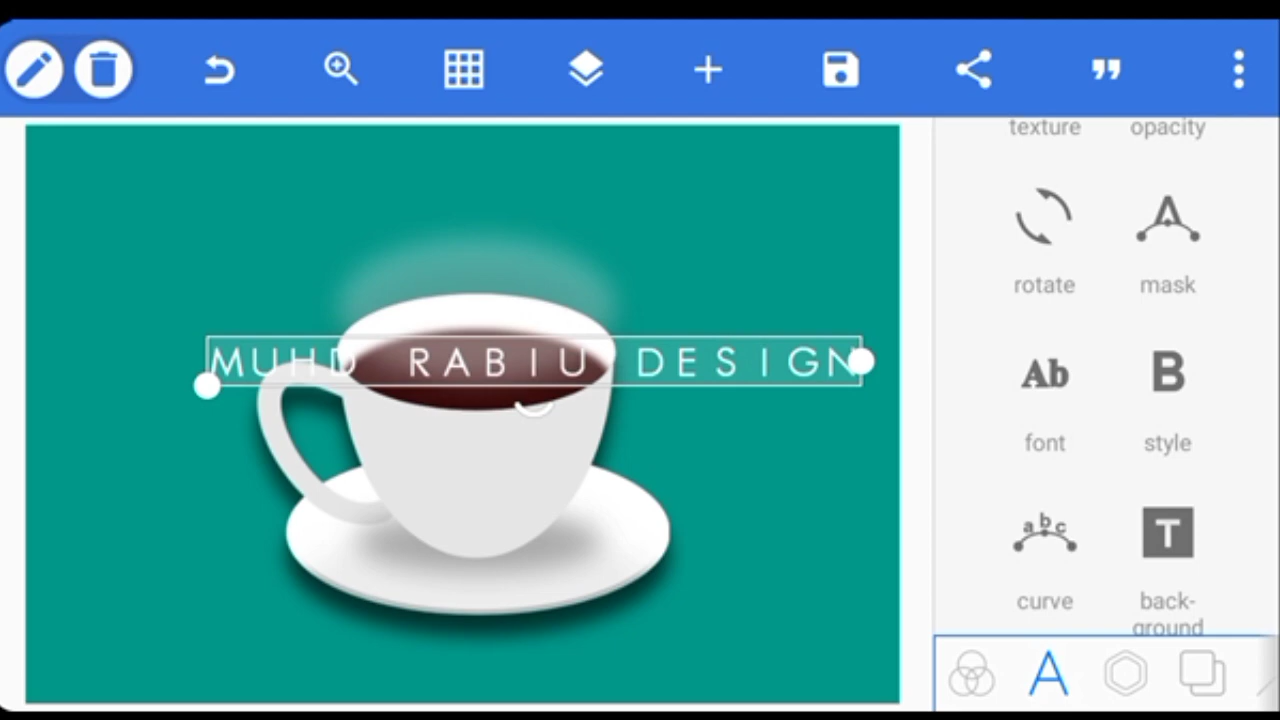 texture opacity
MUHD RABIU DESIGN
rotate mask
Ab B
font style
abc T
curve back-
ground
A